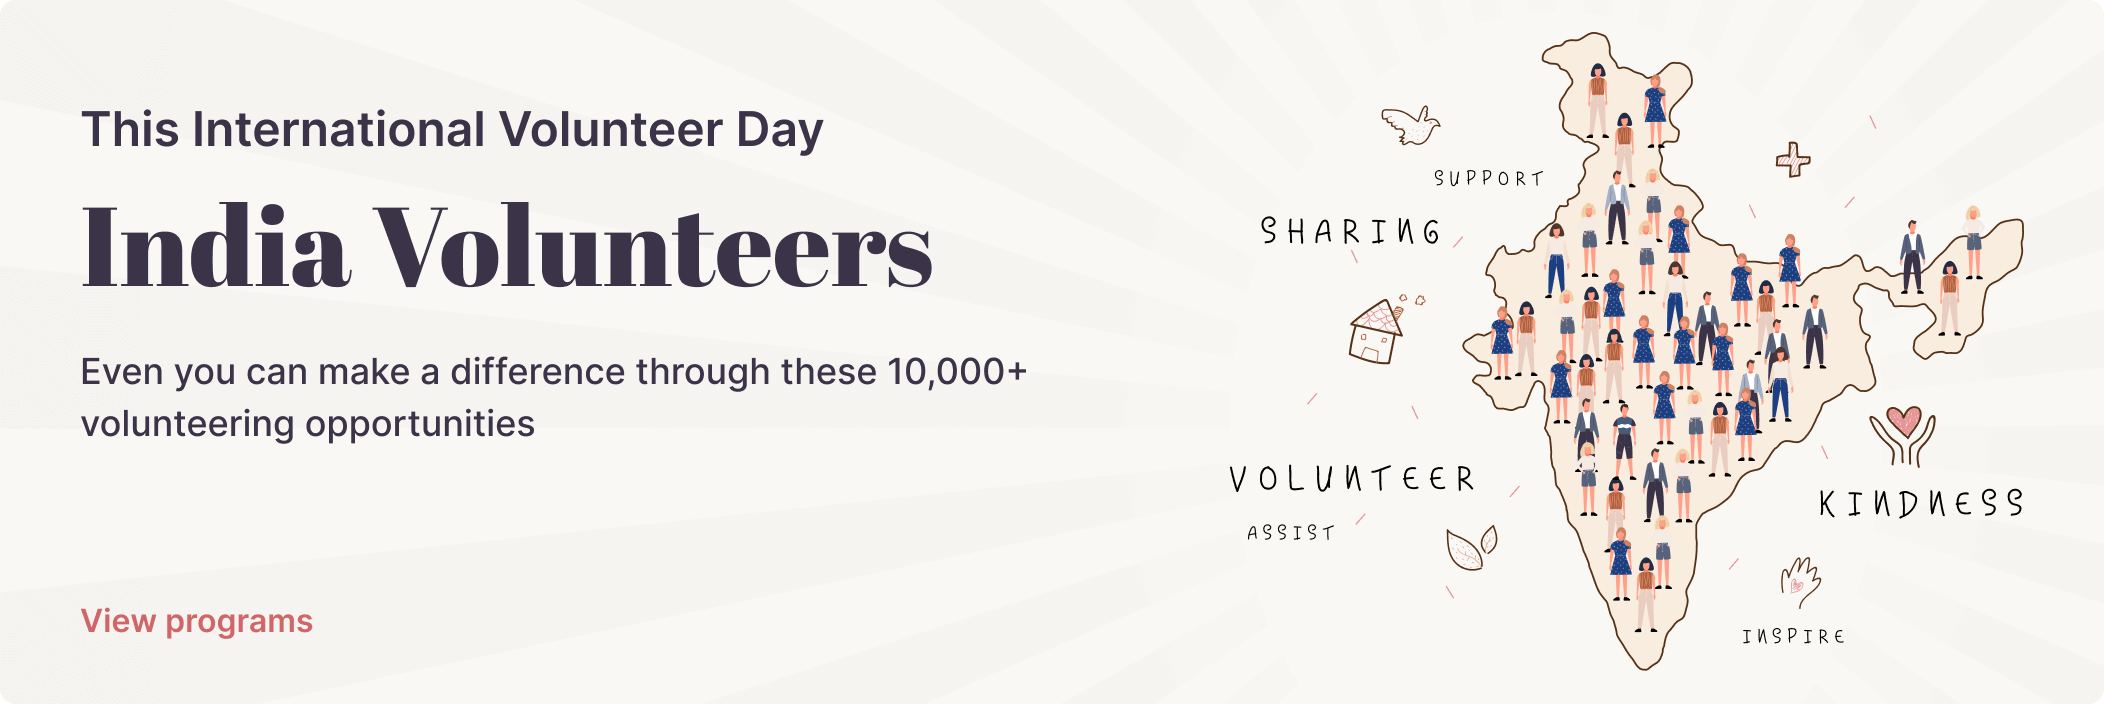 This International Volunteer Day
India Volunteers
Even you can make a difference through these 10,000+
volunteering opportunities
View programs
SUPPORT
SHARING
VOLUNTEER
ASSIST
KINDNESS
INSPIRE